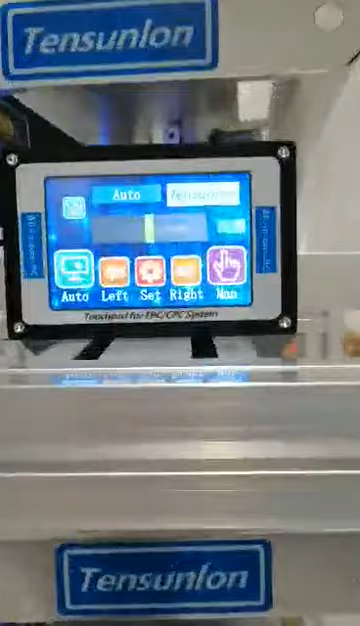 Tensunlon
Auto
Tensunlon
Auto Left Set Right Man
Touchpad for EPC/CPC System
Tensunlon